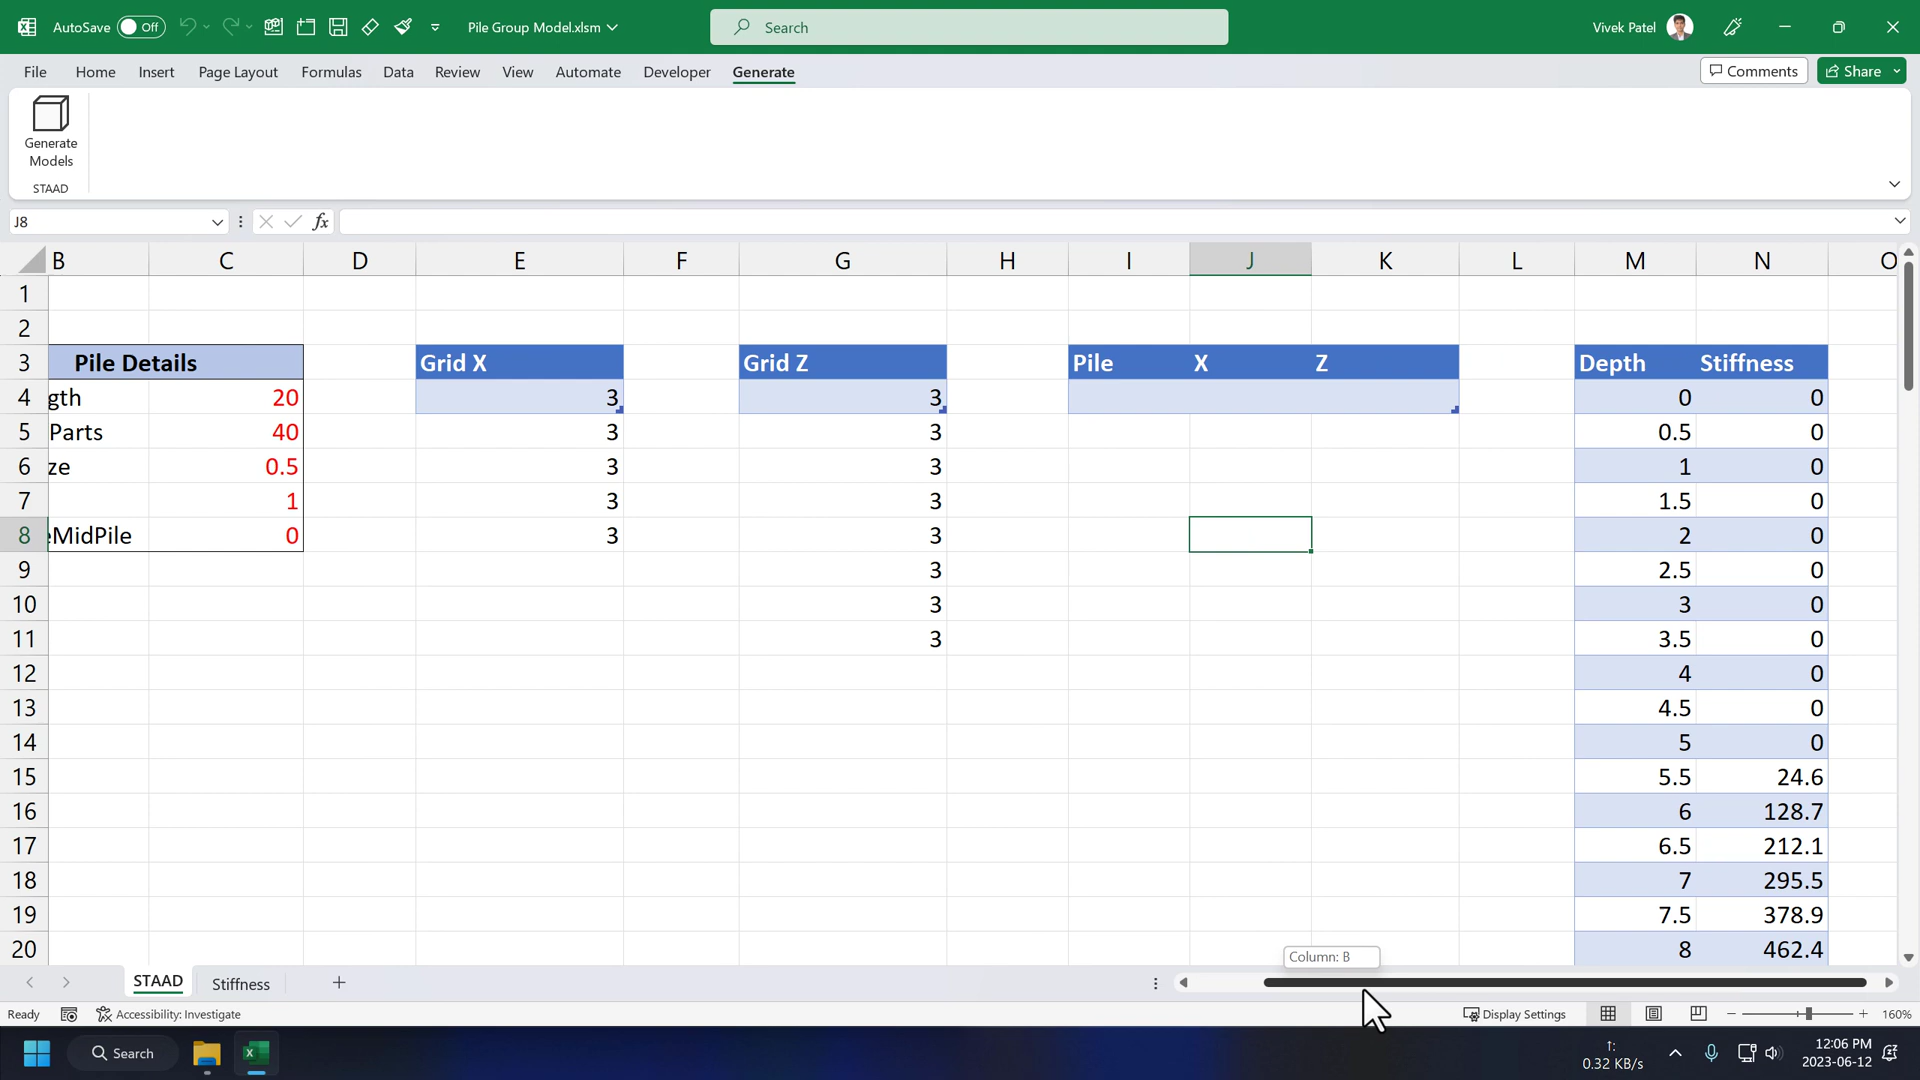 AutoSave Off Pile Group Model.xlsm Search Vivek Patel
File Home Insert Page Layout Formulas Data Review View Automate Developer Generate Comments Share
Generate
Models
STAAD
J8 fx
B C D E F G H I J K L M N O
1
2
3 Pile Details Grid X Grid Z Pile X Z Depth Stiffness
4 gth 20 3 3 0 0
5 Parts 40 3 3 0.5 0
6 ze 0.5 3 3 1 0
7 1 3 3 1.5 0
8 eMidPile 0 3 3 2 0
9 3 2.5 0
10 3 3 0
11 3 3.5 0
12 4 0
13 4.5 0
14 5 0
15 5.5 24.6
16 6 128.7
17 6.5 212.1
18 7 295.5
19 7.5 378.9
20 8 462.4
Column: B
STAAD Stiffness
Ready Accessibility: Investigate Display Settings 160%
Search
↑:
0.32 KB/s
12:06 PM
2023-06-12